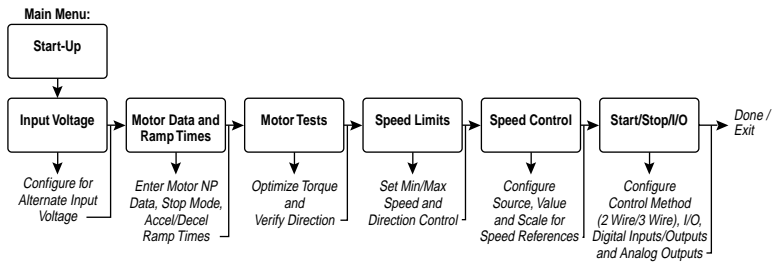 Main Menu:
Start-Up
Input Voltage
Motor Data and
Ramp Times
Motor Tests
Speed Limits
Speed Control
Start/Stop/I/O
Done /
Exit
Configure for
Alternate Input
Voltage
Enter Motor NP
Data, Stop Mode,
Accel/Decel
Ramp Times
Optimize Torque
and
Verify Direction
Set Min/Max
Speed and
Direction Control
Configure
Source, Value
and Scale for
Speed References
Configure
Control Method
(2 Wire/3 Wire), I/O,
Digital Inputs/Outputs
and Analog Outputs